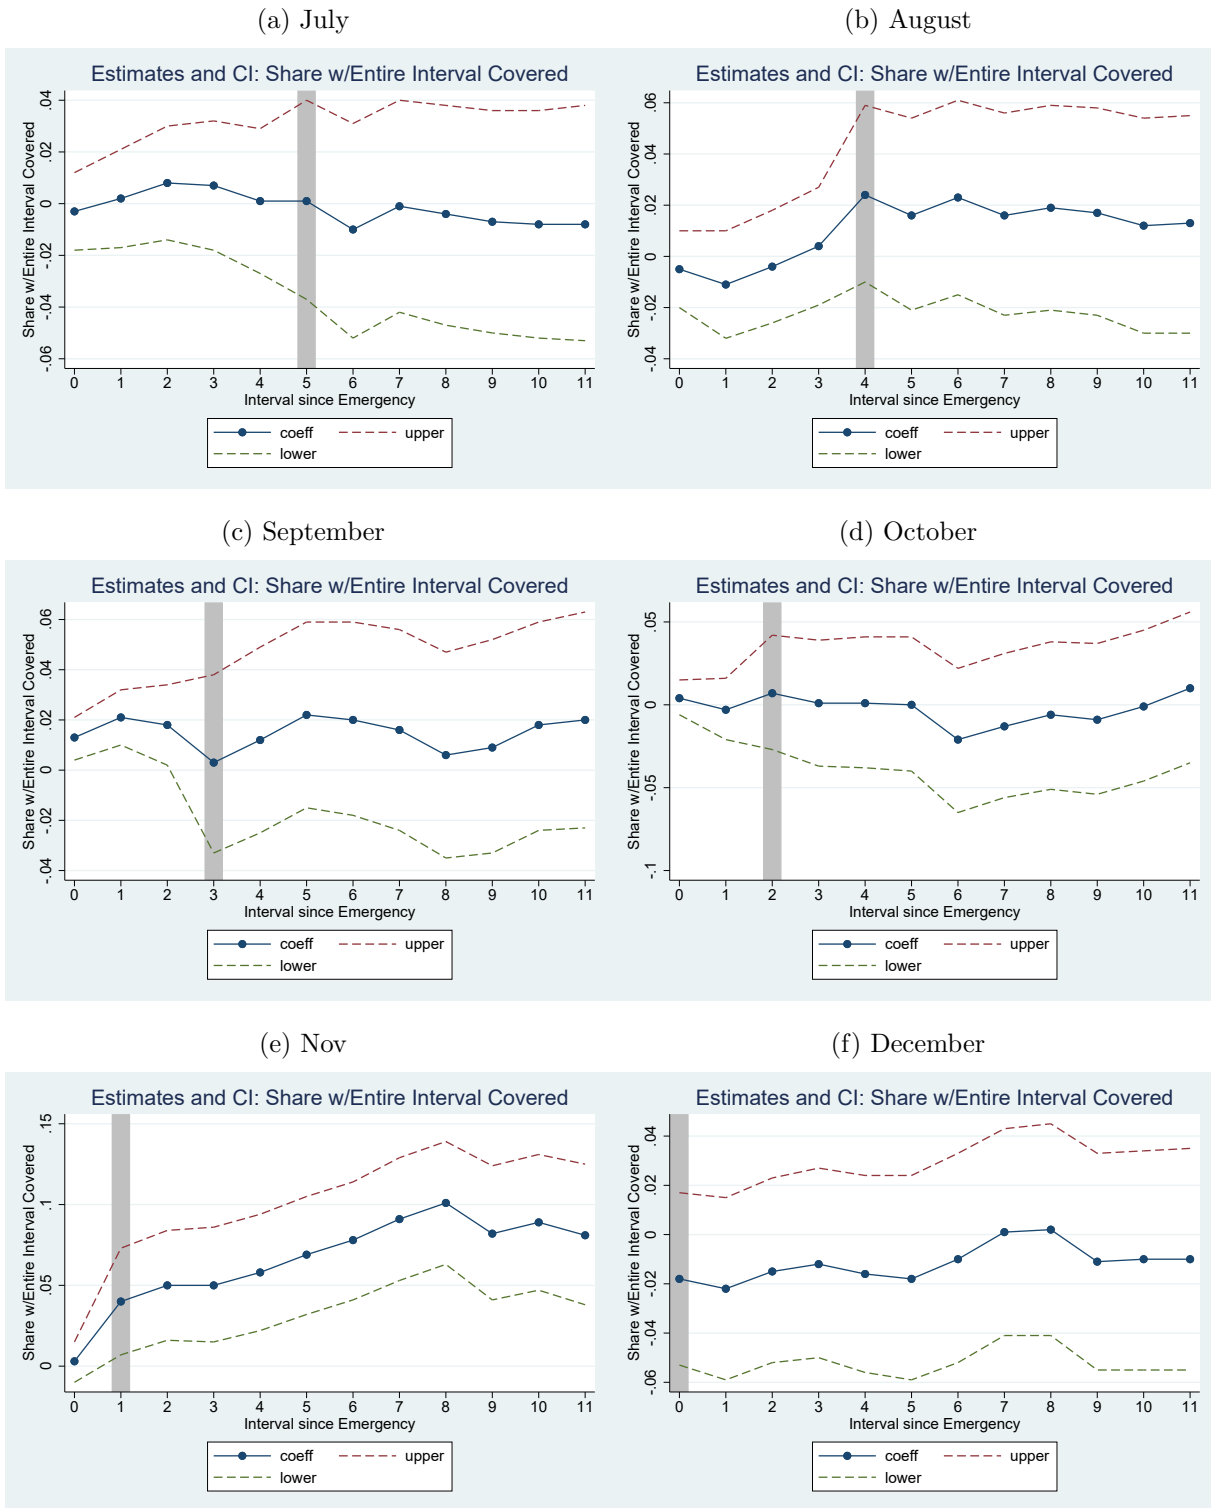 (a) July
Estimates and CI: Share w/Entire Interval Covered
Share w/Entire Interval Covered
.04
.02
0
-.02
-.04
-.06
0 1 2 3 4 5 6 7 8 9 10 11
Interval since Emergency
coeff upper
lower
(b) August
Estimates and CI: Share w/Entire Interval Covered
Share w/Entire Interval Covered
.06
.04
.02
0
-.02
-.04
0 1 2 3 4 5 6 7 8 9 10 11
Interval since Emergency
coeff upper
lower
(c) September
Estimates and CI: Share w/Entire Interval Covered
Share w/Entire Interval Covered
.06
.04
.02
0
-.02
-.04
0 1 2 3 4 5 6 7 8 9 10 11
Interval since Emergency
coeff upper
lower
(d) October
Estimates and CI: Share w/Entire Interval Covered
Share w/Entire Interval Covered
.05
0
-.05
-.1
0 1 2 3 4 5 6 7 8 9 10 11
Interval since Emergency
coeff upper
lower
(e) Nov
Estimates and CI: Share w/Entire Interval Covered
Share w/Entire Interval Covered
.15
.1
.05
0
0 1 2 3 4 5 6 7 8 9 10 11
Interval since Emergency
coeff upper
lower
(f) December
Estimates and CI: Share w/Entire Interval Covered
Share w/Entire Interval Covered
.04
.02
0
-.02
-.04
-.06
0 1 2 3 4 5 6 7 8 9 10 11
Interval since Emergency
coeff upper
lower